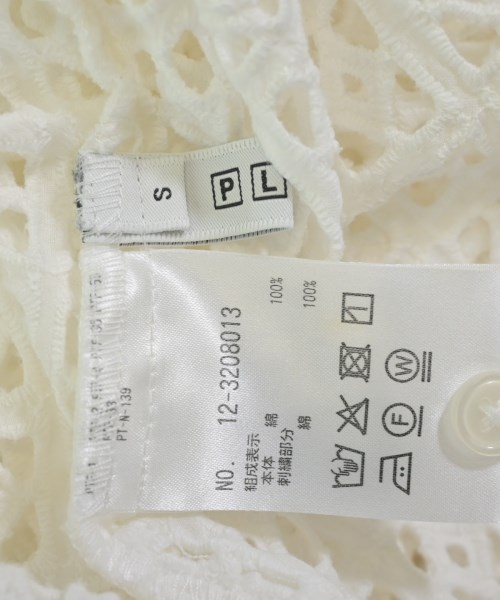 S
P L
NO. 12-3208013
組成表示
本体 綿 100%
刺繍部分 綿 100%
F W
PT-N-139